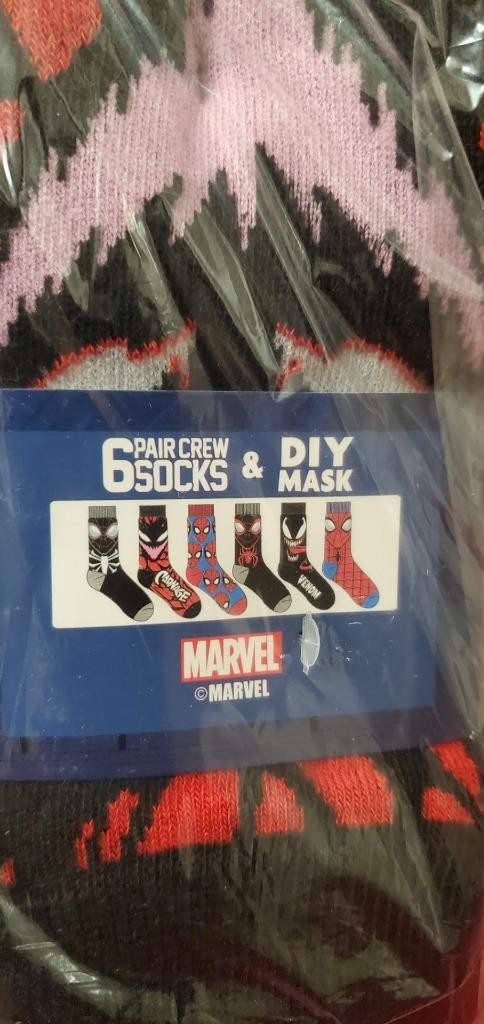 6 PAIR CREW SOCKS & DIY MASK
CARNAGE
VENOM
MARVEL
©MARVEL